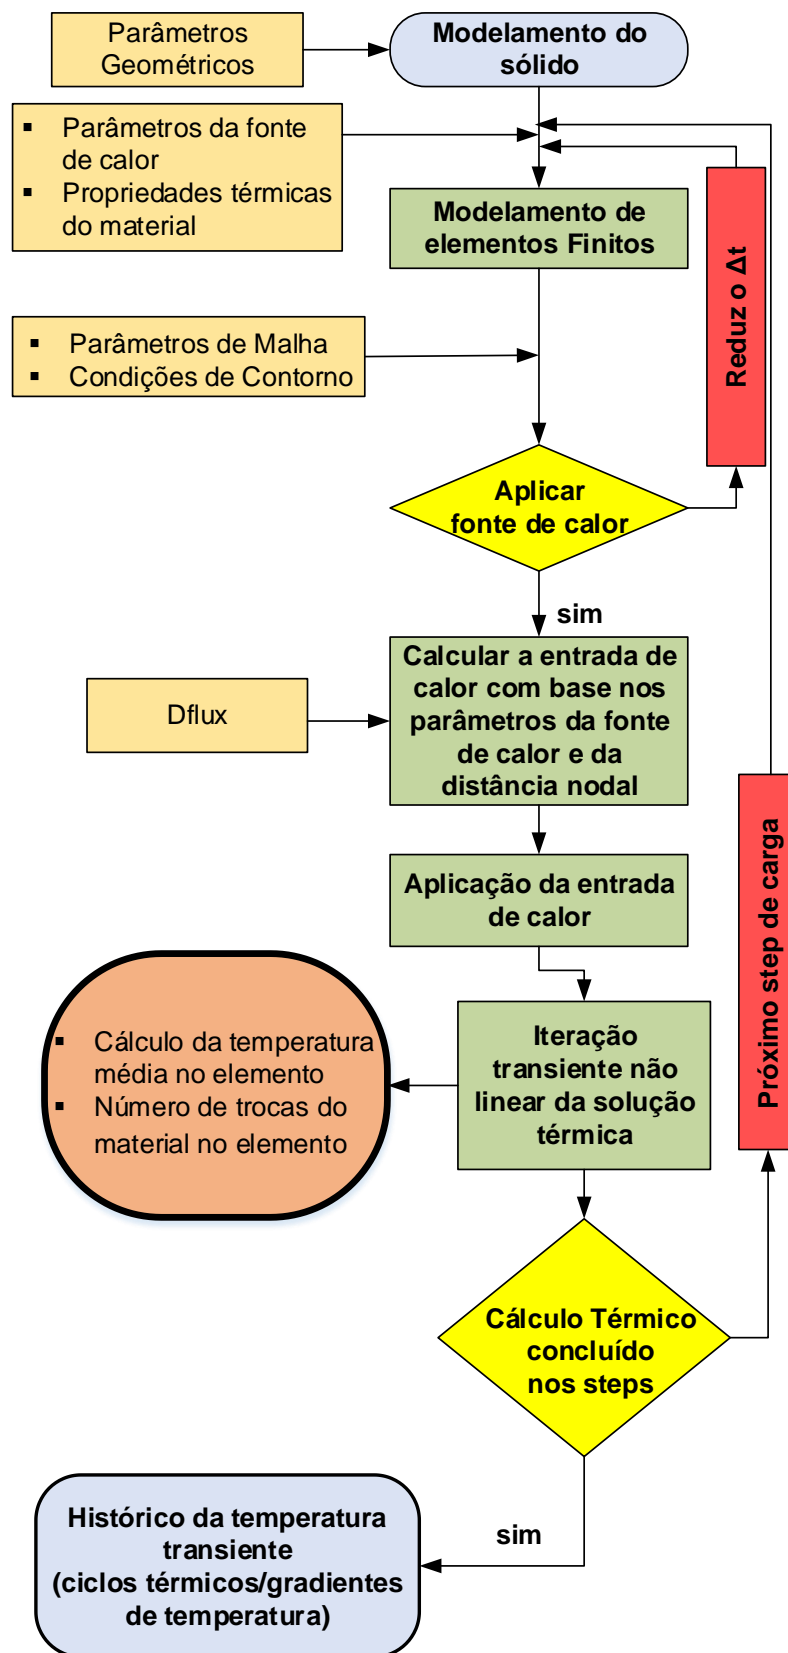 Parâmetros
Geométricos
Modelamento do
sólido
▪ Parâmetros da fonte
de calor
▪ Propriedades térmicas
do material
Modelamento de
elementos Finitos
Reduz o Δt
▪ Parâmetros de Malha
▪ Condições de Contorno
Aplicar
fonte de calor
sim
Calcular a entrada de
calor com base nos
parâmetros da fonte
de calor e da
distância nodal
Dflux
Próximo step de carga
Aplicação da entrada
de calor
Iteração
transiente não
linear da solução
térmica
▪ Cálculo da temperatura
média no elemento
▪ Número de trocas do
material no elemento
Cálculo Térmico
concluído
nos steps
sim
Histórico da temperatura
transiente
(ciclos térmicos/gradientes
de temperatura)